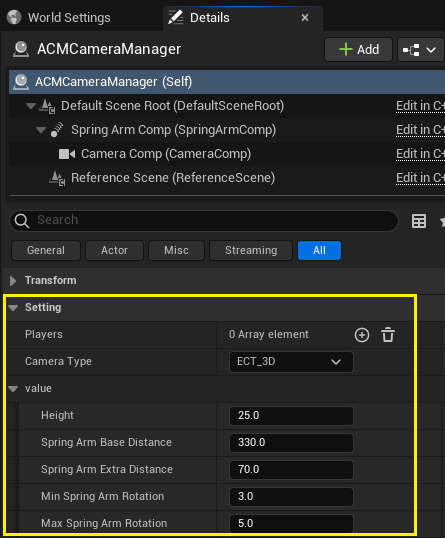 World Settings Details
ACMCameraManager Add
ACMCameraManager (Self)
Default Scene Root (DefaultSceneRoot) Edit in C+
Spring Arm Comp (SpringArmComp) Edit in C+
Camera Comp (CameraComp) Edit in C+
Reference Scene (ReferenceScene) Edit in C+
Search
General Actor Misc Streaming All
Transform
Setting
Players 0 Array element
Camera Type ECT_3D
value
Height 25.0
Spring Arm Base Distance 330.0
Spring Arm Extra Distance 70.0
Min Spring Arm Rotation 3.0
Max Spring Arm Rotation 5.0